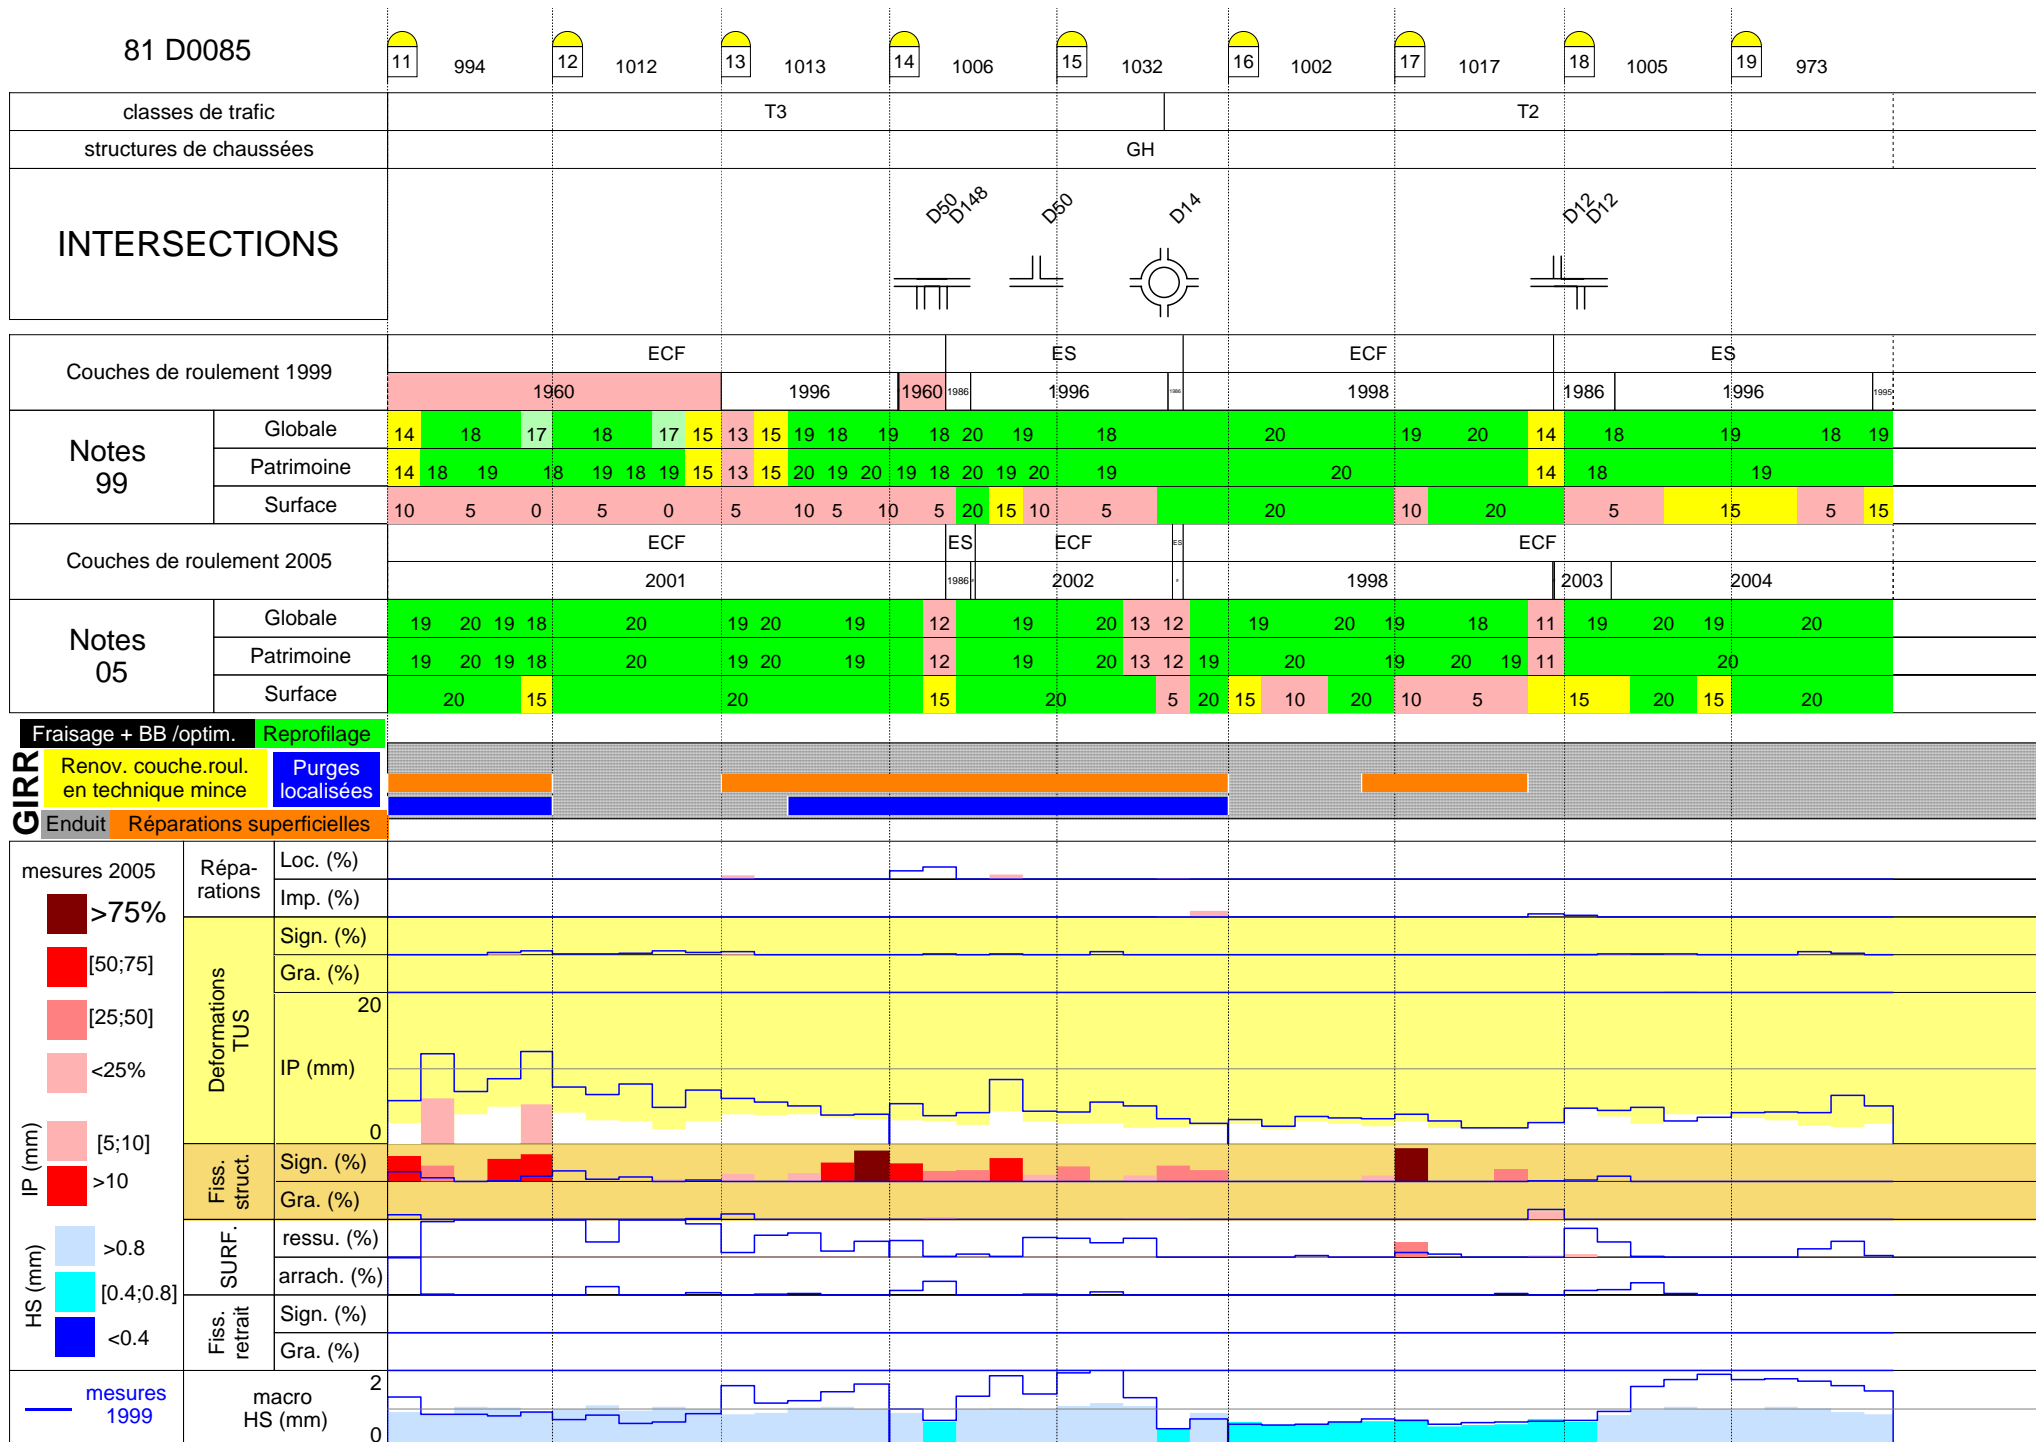 81 D0085
11 994 12 1012 13 1013 14 1006 15 1032 16 1002 17 1017 18 1005 19 973
classes de trafic T3 T2
structures de chaussées GH
INTERSECTIONS D50 D148 D50 D14 D12 D12
Couches de roulement 1999 ECF ES ECF ES
1960 1996 1960 1986 1996 1986 1998 1986 1996 1995
Notes 99
Globale 14 18 17 18 17 15 13 15 19 18 19 18 20 19 18 20 19 20 14 18 19 18 19
Patrimoine 14 18 19 18 19 18 19 15 13 15 20 19 20 19 18 20 19 20 19 20 14 18 19
Surface 10 5 0 5 0 5 10 5 10 5 20 15 10 5 20 10 20 5 15 5 15
Couches de roulement 2005 ECF ES ECF ES ECF
2001 1986 2002 1998 2003 2004
Notes 05
Globale 19 20 19 18 20 19 20 19 12 19 20 13 12 19 20 19 18 11 19 20 19 20
Patrimoine 19 20 19 18 20 19 20 19 12 19 20 13 12 19 20 19 20 19 11 20
Surface 20 15 20 15 20 5 20 15 10 20 10 5 15 20 15 20
GIRR
Fraisage + BB /optim. Reprofilage
Renov. couche.roul.
en technique mince
Purges
localisées
Enduit Réparations superficielles
mesures 2005
>75%
[50;75]
[25;50]
<25%
IP (mm)
[5;10]
>10
HS (mm)
>0.8
[0.4;0.8]
<0.4
mesures
1999
Répa-
rations
Loc. (%)
Imp. (%)
Deformations
TUS
Sign. (%)
Gra. (%)
20
IP (mm)
0
Fiss.
struct.
Sign. (%)
Gra. (%)
SURF.
ressu. (%)
arrach. (%)
Fiss.
retrait
Sign. (%)
Gra. (%)
macro
HS (mm)
2
0